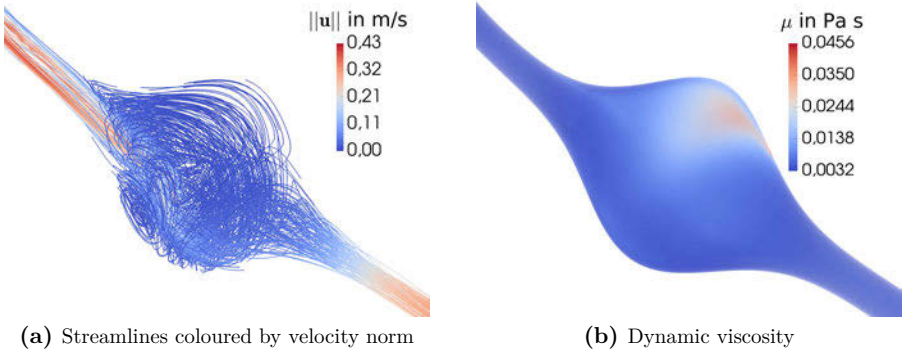 ||u|| in m/s
0,43
0,32
0,21
0,11
0,00
μ in Pa s
0,0456
0,0350
0,0244
0,0138
0,0032
(a) Streamlines coloured by velocity norm
(b) Dynamic viscosity